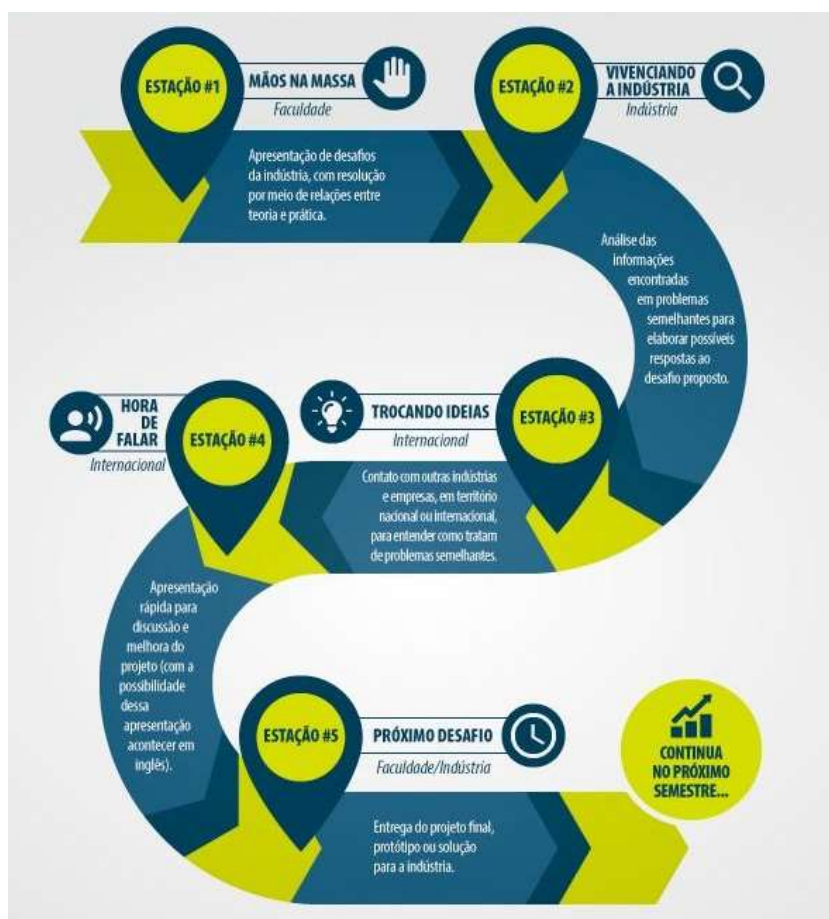 ESTAÇÃO #1
MÃOS NA MASSA
Faculdade
Apresentação de desafios
da indústria, com resolução
por meio de relações entre
teoria e prática.
ESTAÇÃO #2
VIVENCIANDO
A INDÚSTRIA
Indústria
Análise das
informações
encontradas
em problemas
semelhantes para
elaborar possíveis
respostas ao
desafio proposto.
ESTAÇÃO #3
TROCANDO IDEIAS
Internacional
Contato com outras indústrias
e empresas, em território
nacional ou internacional,
para entender como tratam
de problemas semelhantes.
ESTAÇÃO #4
HORA
DE
FALAR
Internacional
Apresentação
rápida para
discussão e
melhora do
projeto (com a
possibilidade
dessa
apresentação
acontecer em
inglês).
ESTAÇÃO #5
PRÓXIMO DESAFIO
Faculdade/Indústria
Entrega do projeto final,
protótipo ou solução
para a indústria.
CONTINUA
NO PRÓXIMO
SEMESTRE...